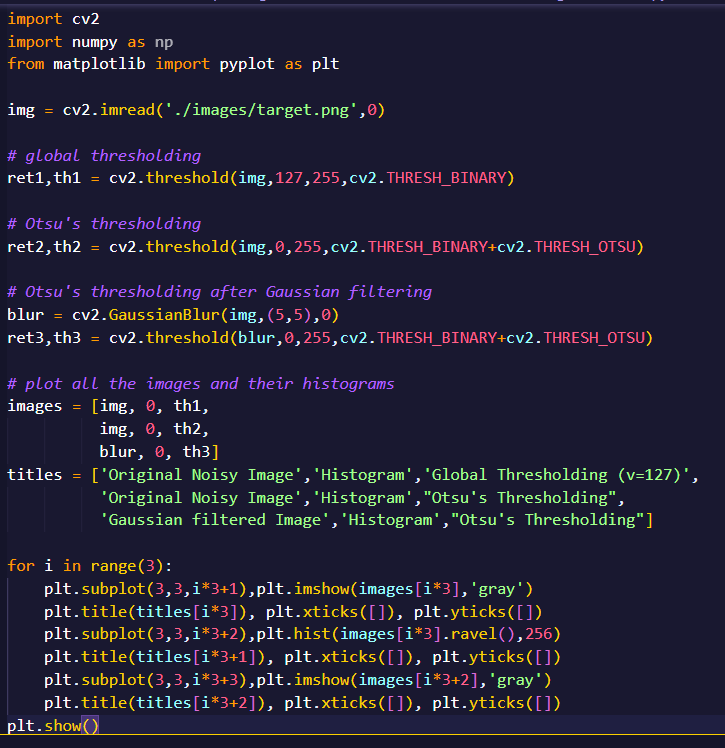 import cv2
import numpy as np
from matplotlib import pyplot as plt

img = cv2.imread('./images/target.png',0)

# global thresholding
ret1,th1 = cv2.threshold(img,127,255,cv2.THRESH_BINARY)

# Otsu's thresholding
ret2,th2 = cv2.threshold(img,0,255,cv2.THRESH_BINARY+cv2.THRESH_OTSU)

# Otsu's thresholding after Gaussian filtering
blur = cv2.GaussianBlur(img,(5,5),0)
ret3,th3 = cv2.threshold(blur,0,255,cv2.THRESH_BINARY+cv2.THRESH_OTSU)

# plot all the images and their histograms
images = [img, 0, th1,
          img, 0, th2,
          blur, 0, th3]
titles = ['Original Noisy Image','Histogram','Global Thresholding (v=127)',
          'Original Noisy Image','Histogram',"Otsu's Thresholding",
          'Gaussian filtered Image','Histogram',"Otsu's Thresholding"]

for i in range(3):
    plt.subplot(3,3,i*3+1),plt.imshow(images[i*3],'gray')
    plt.title(titles[i*3]), plt.xticks([]), plt.yticks([])
    plt.subplot(3,3,i*3+2),plt.hist(images[i*3].ravel(),256)
    plt.title(titles[i*3+1]), plt.xticks([]), plt.yticks([])
    plt.subplot(3,3,i*3+3),plt.imshow(images[i*3+2],'gray')
    plt.title(titles[i*3+2]), plt.xticks([]), plt.yticks([])
plt.show()